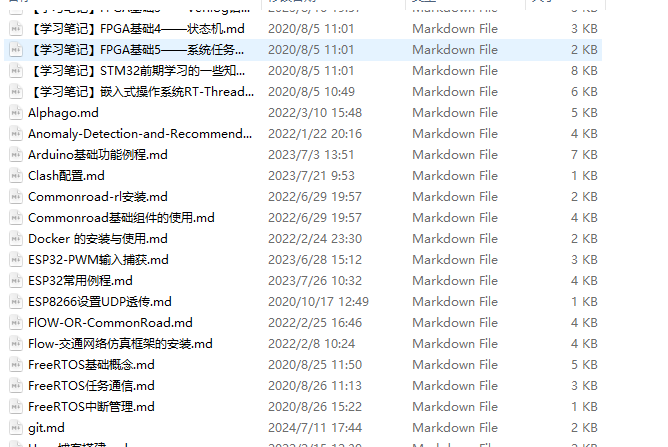 【学习笔记】FPGA基础4——状态机.md 2020/8/5 11:01 Markdown File 3 KB
【学习笔记】FPGA基础5——系统任务... 2020/8/5 11:01 Markdown File 2 KB
【学习笔记】STM32前期学习的一些知... 2020/8/5 11:01 Markdown File 8 KB
【学习笔记】嵌入式操作系统RT-Thread... 2020/8/5 10:49 Markdown File 6 KB
Alphago.md 2022/3/10 15:48 Markdown File 5 KB
Anomaly-Detection-and-Recommend... 2022/1/22 20:16 Markdown File 4 KB
Arduino基础功能例程.md 2023/7/3 13:51 Markdown File 7 KB
Clash配置.md 2023/7/21 9:53 Markdown File 1 KB
Commonroad-rl安装.md 2022/6/29 19:57 Markdown File 2 KB
Commonroad基础组件的使用.md 2022/6/29 19:57 Markdown File 4 KB
Docker 的安装与使用.md 2022/2/24 23:30 Markdown File 2 KB
ESP32-PWM输入捕获.md 2023/6/28 15:12 Markdown File 3 KB
ESP32常用例程.md 2023/7/26 10:32 Markdown File 4 KB
ESP8266设置UDP透传.md 2020/10/17 12:49 Markdown File 1 KB
FlOW-OR-CommonRoad.md 2022/2/25 16:46 Markdown File 4 KB
Flow-交通网络仿真框架的安装.md 2022/2/8 10:24 Markdown File 4 KB
FreeRTOS基础概念.md 2020/8/25 11:50 Markdown File 5 KB
FreeRTOS任务通信.md 2020/8/26 11:13 Markdown File 3 KB
FreeRTOS中断管理.md 2020/8/26 15:22 Markdown File 1 KB
git.md 2024/7/11 17:44 Markdown File 2 KB